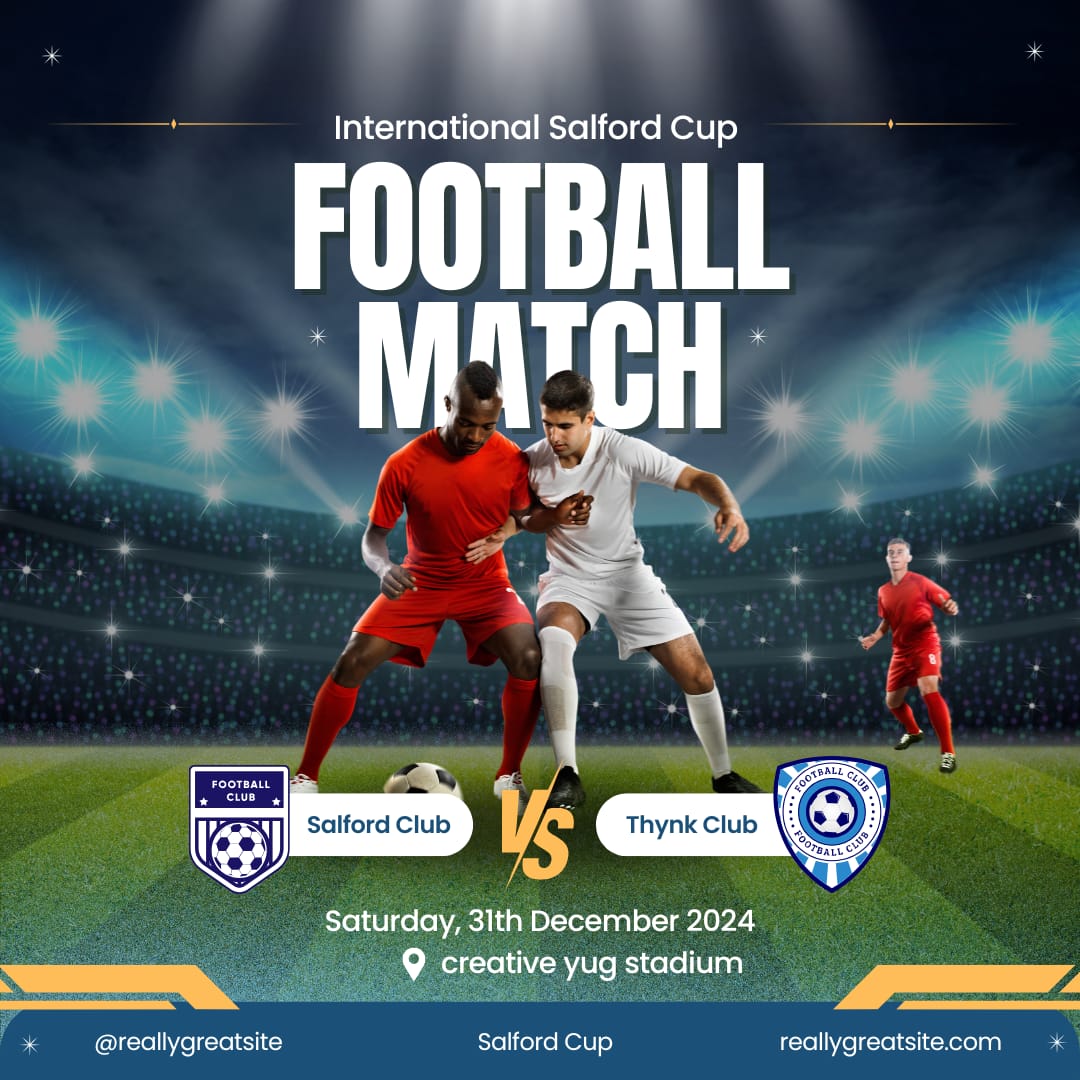 International Salford Cup
FOOTBALL
MATCH
8
FOOTBALL
CLUB
Salford Club
VS
Thynk Club
FOOTBALL CLUB
FOOTBALL CLUB
Saturday, 31th December 2024
creative yug stadium
@reallygreatsite
Salford Cup
reallygreatsite.com